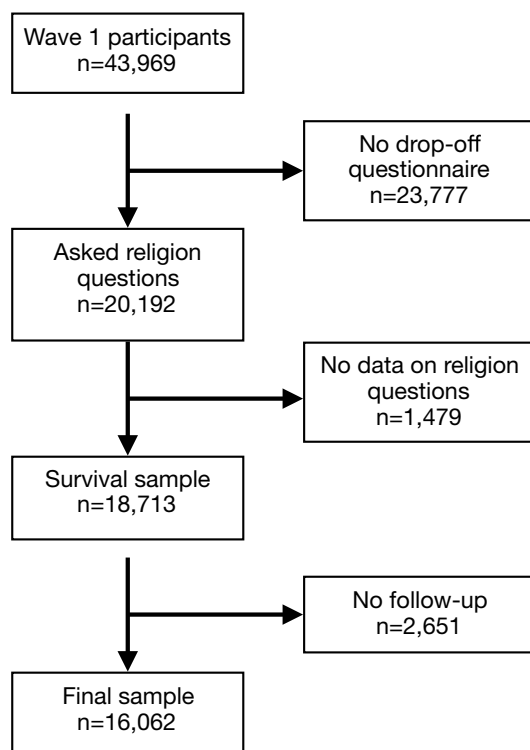 Wave 1 participants
n=43,969
No drop-off
questionnaire
n=23,777
Asked religion
questions
n=20,192
No data on religion
questions
n=1,479
Survival sample
n=18,713
No follow-up
n=2,651
Final sample
n=16,062